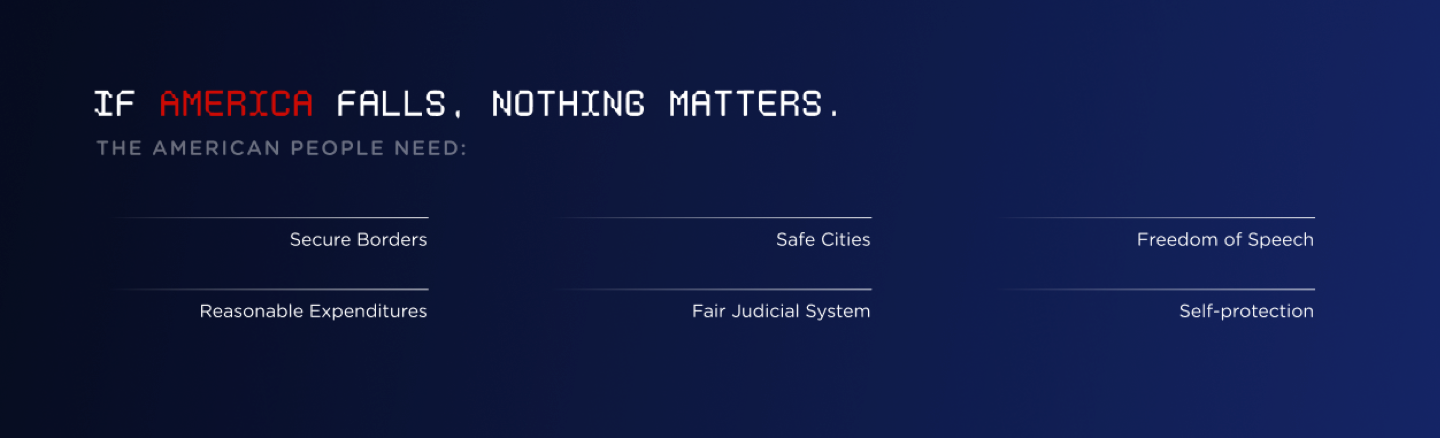 IF AMERICA FALLS, NOTHING MATTERS.
THE AMERICAN PEOPLE NEED:
Secure Borders
Safe Cities
Freedom of Speech
Reasonable Expenditures
Fair Judicial System
Self-protection